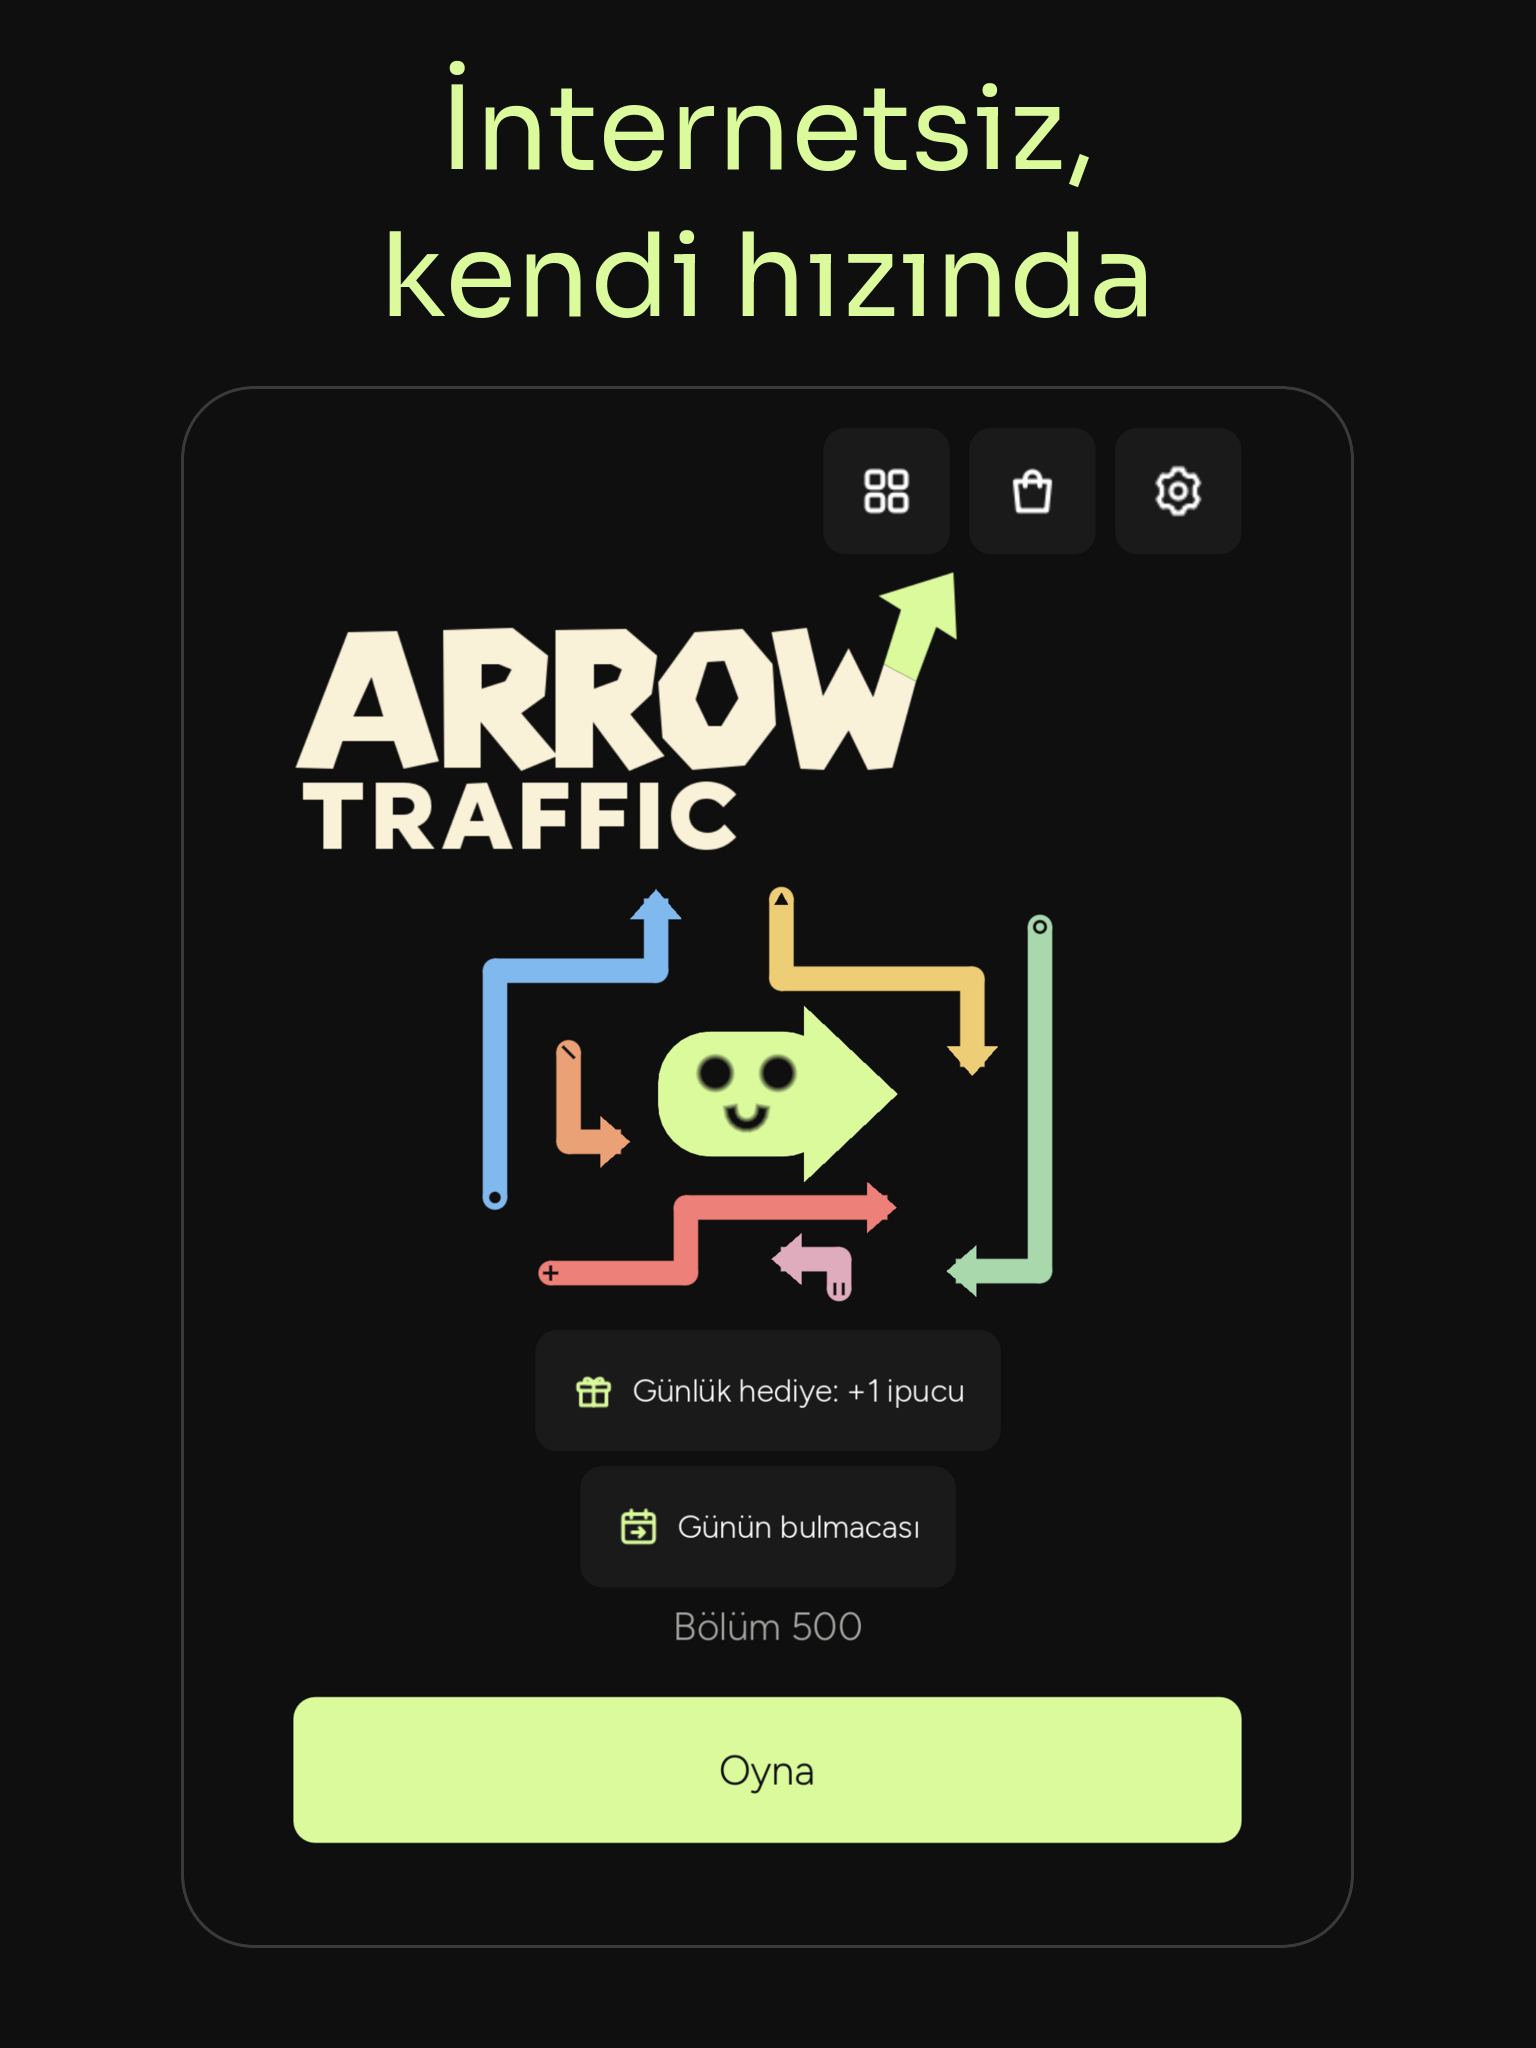 İnternetsiz,
kendi hızında
ARROW
TRAFFIC
Günlük hediye: +1 ipucu
Günün bulmacası
Bölüm 500
Oyna